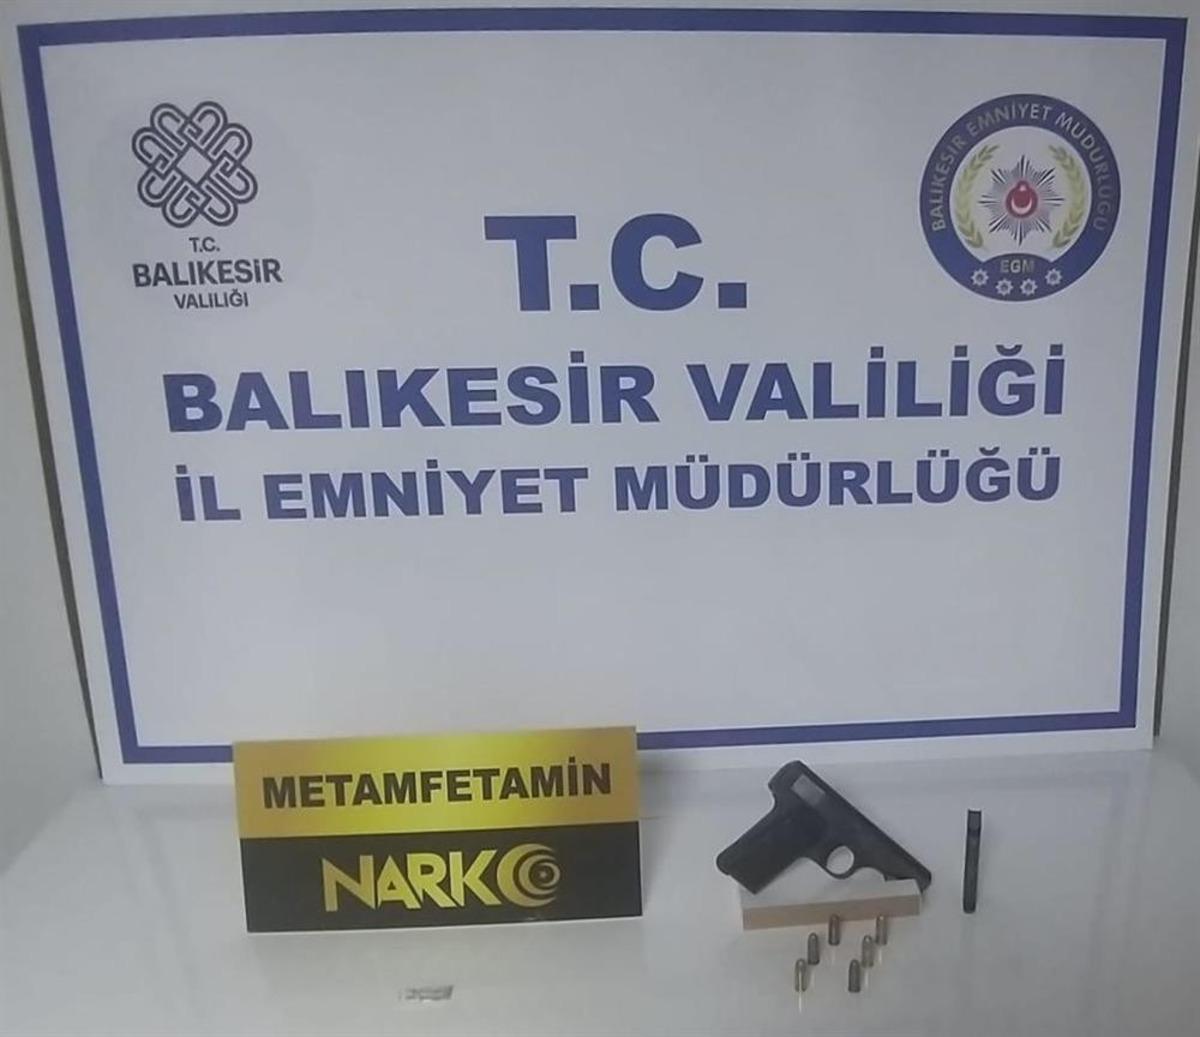 T.C.
BALIKESİR
VALİLİĞİ
BALIKESİR EMNİYET MÜDÜRLÜĞÜ
EGM
T.C.
BALIKESİR VALİLİĞİ
İL EMNİYET MÜDÜRLÜĞÜ
METAMFETAMİN
NARKO